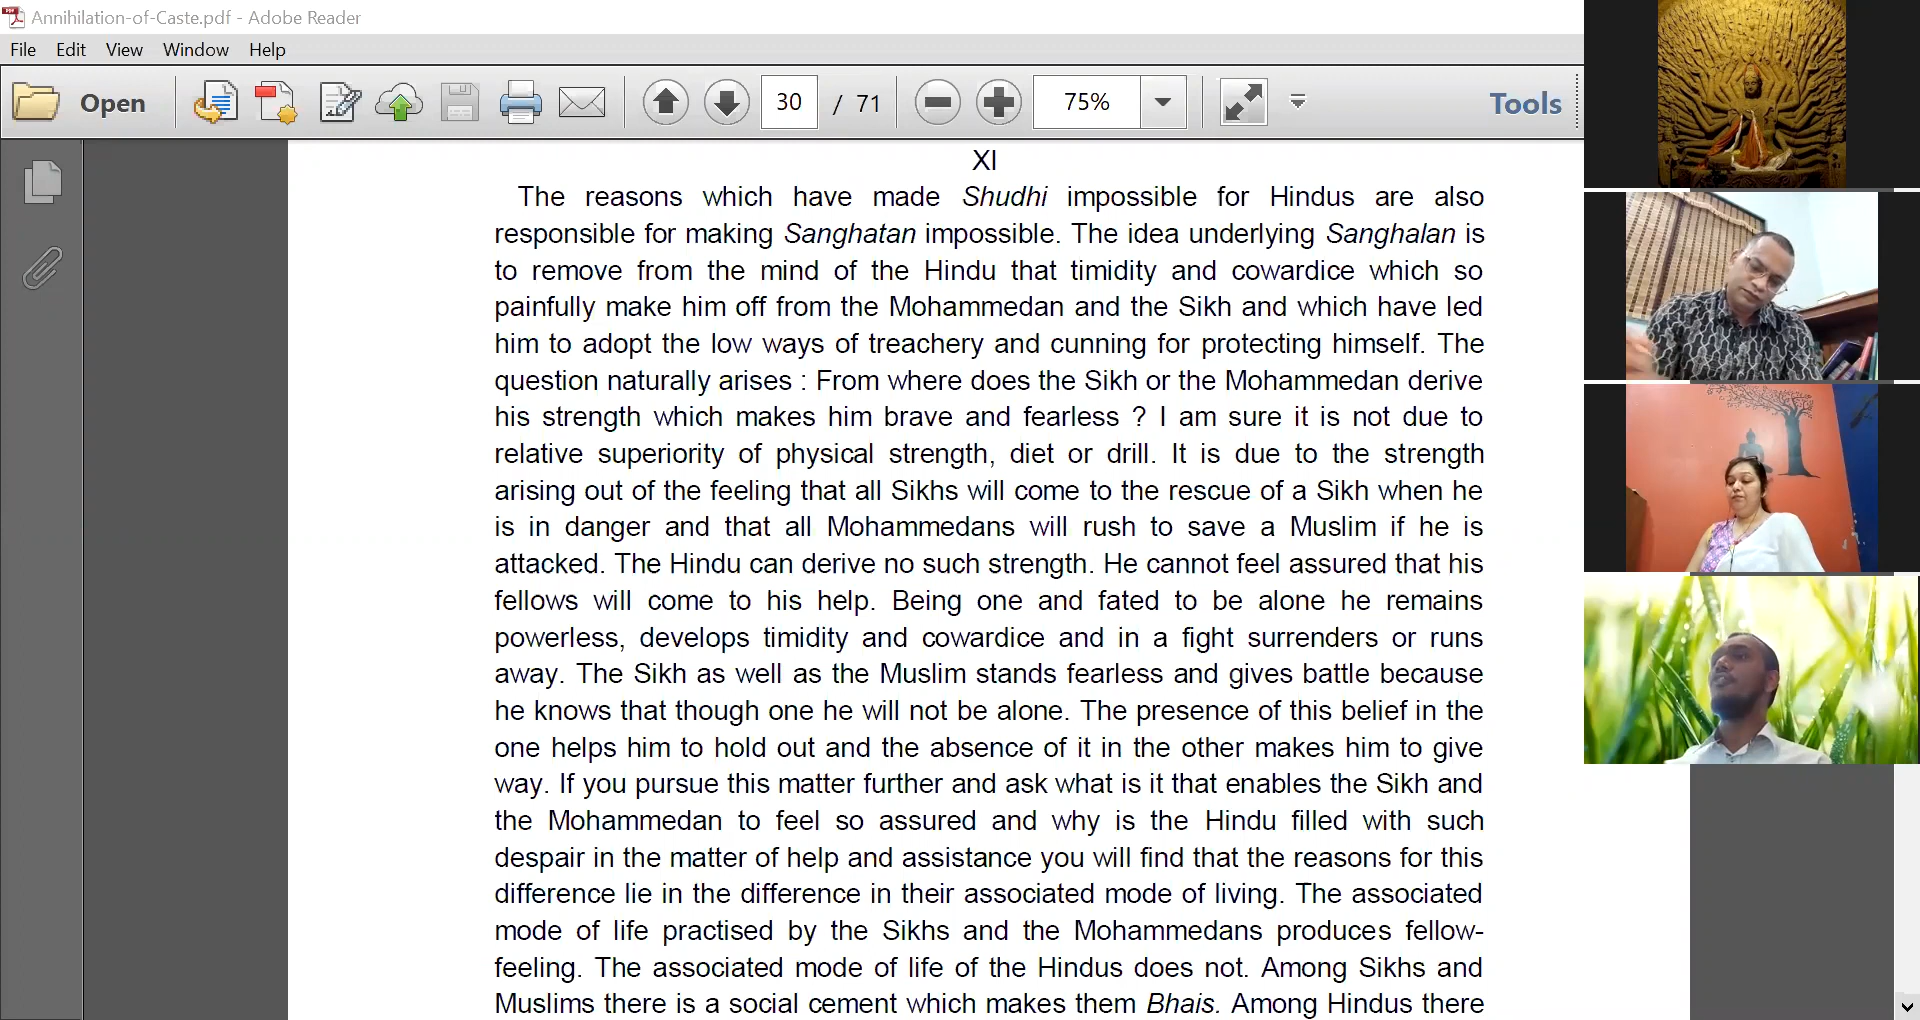 Annihilation-of-Caste.pdf - Adobe Reader
File Edit View Window Help
Open 30 / 71 75% Tools
XI
The reasons which have made Shudhi impossible for Hindus are also
responsible for making Sanghatan impossible. The idea underlying Sanghalan is
to remove from the mind of the Hindu that timidity and cowardice which so
painfully make him off from the Mohammedan and the Sikh and which have led
him to adopt the low ways of treachery and cunning for protecting himself. The
question naturally arises : From where does the Sikh or the Mohammedan derive
his strength which makes him brave and fearless ? I am sure it is not due to
relative superiority of physical strength, diet or drill. It is due to the strength
arising out of the feeling that all Sikhs will come to the rescue of a Sikh when he
is in danger and that all Mohammedans will rush to save a Muslim if he is
attacked. The Hindu can derive no such strength. He cannot feel assured that his
fellows will come to his help. Being one and fated to be alone he remains
powerless, develops timidity and cowardice and in a fight surrenders or runs
away. The Sikh as well as the Muslim stands fearless and gives battle because
he knows that though one he will not be alone. The presence of this belief in the
one helps him to hold out and the absence of it in the other makes him to give
way. If you pursue this matter further and ask what is it that enables the Sikh and
the Mohammedan to feel so assured and why is the Hindu filled with such
despair in the matter of help and assistance you will find that the reasons for this
difference lie in the difference in their associated mode of living. The associated
mode of life practised by the Sikhs and the Mohammedans produces fellow-
feeling. The associated mode of life of the Hindus does not. Among Sikhs and
Muslims there is a social cement which makes them Bhais. Among Hindus there